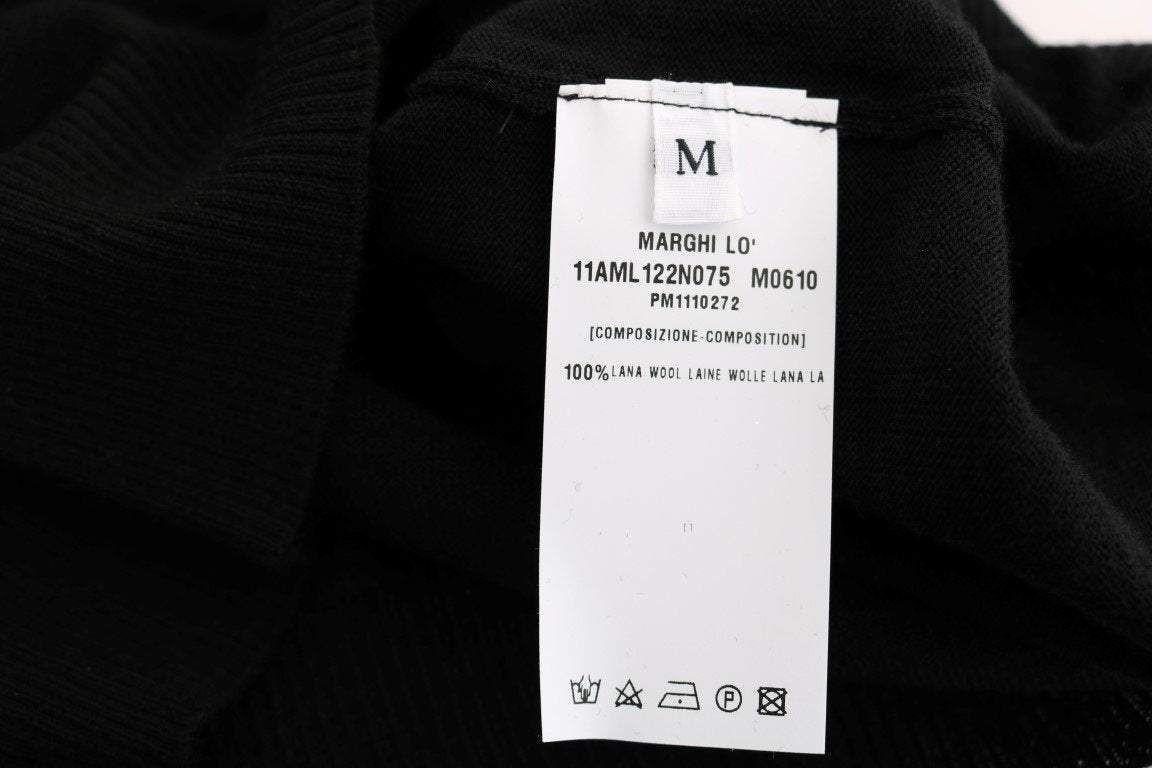 M
MARGHI LO'
11AML122N075 M0610
PM1110272
[COMPOSIZIONE-COMPOSITION]
100% LANA WOOL LAINE WOLLE LANA LA
P